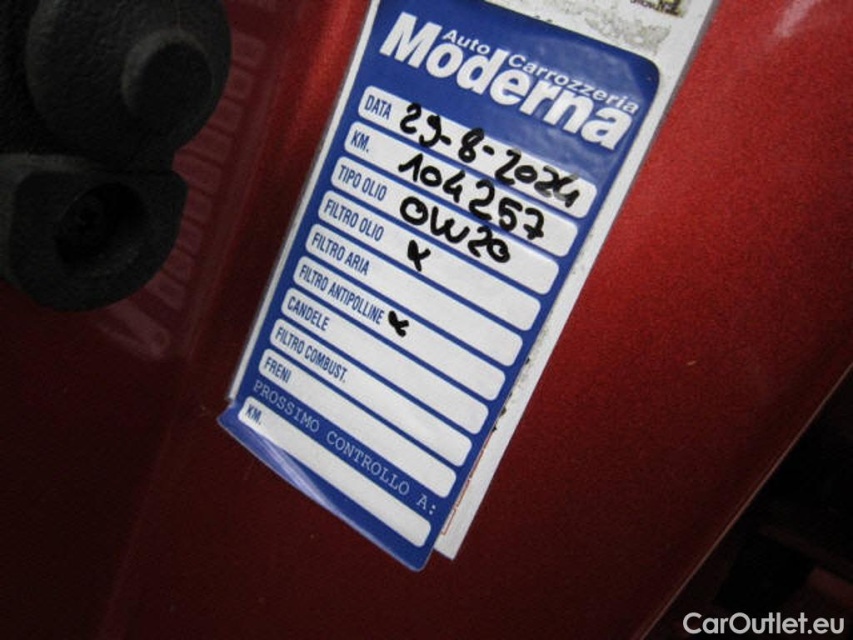 Auto Carrozzeria
Moderna
DATA 29-8-2024
KM. 104257
TIPO OLIO 0W20
FILTRO OLIO x
FILTRO ARIA
FILTRO ANTIPOLLINE x
CANDELE
FILTRO COMBUST.
FRENI
PROSSIMO CONTROLLO A:
KM.
CarOutlet.eu